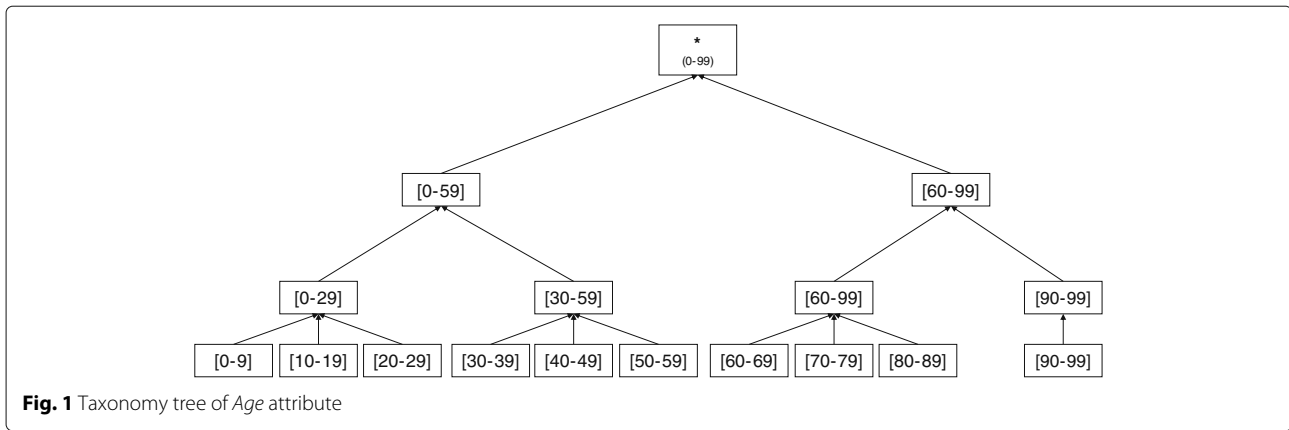 *
(0-99)
[0-59] [60-99]
[0-29] [30-59] [60-99] [90-99]
[0-9] [10-19] [20-29] [30-39] [40-49] [50-59] [60-69] [70-79] [80-89] [90-99]
Fig. 1 Taxonomy tree of Age attribute